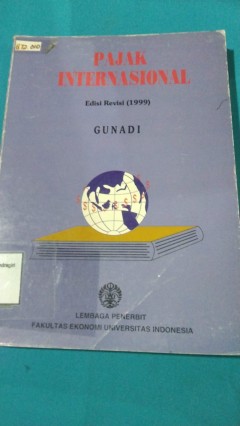 PAJAK
INTERNASIONAL
Edisi Revisi (1999)
GUNADI
LEMBAGA PENERBIT
FAKULTAS EKONOMI UNIVERSITAS INDONESIA